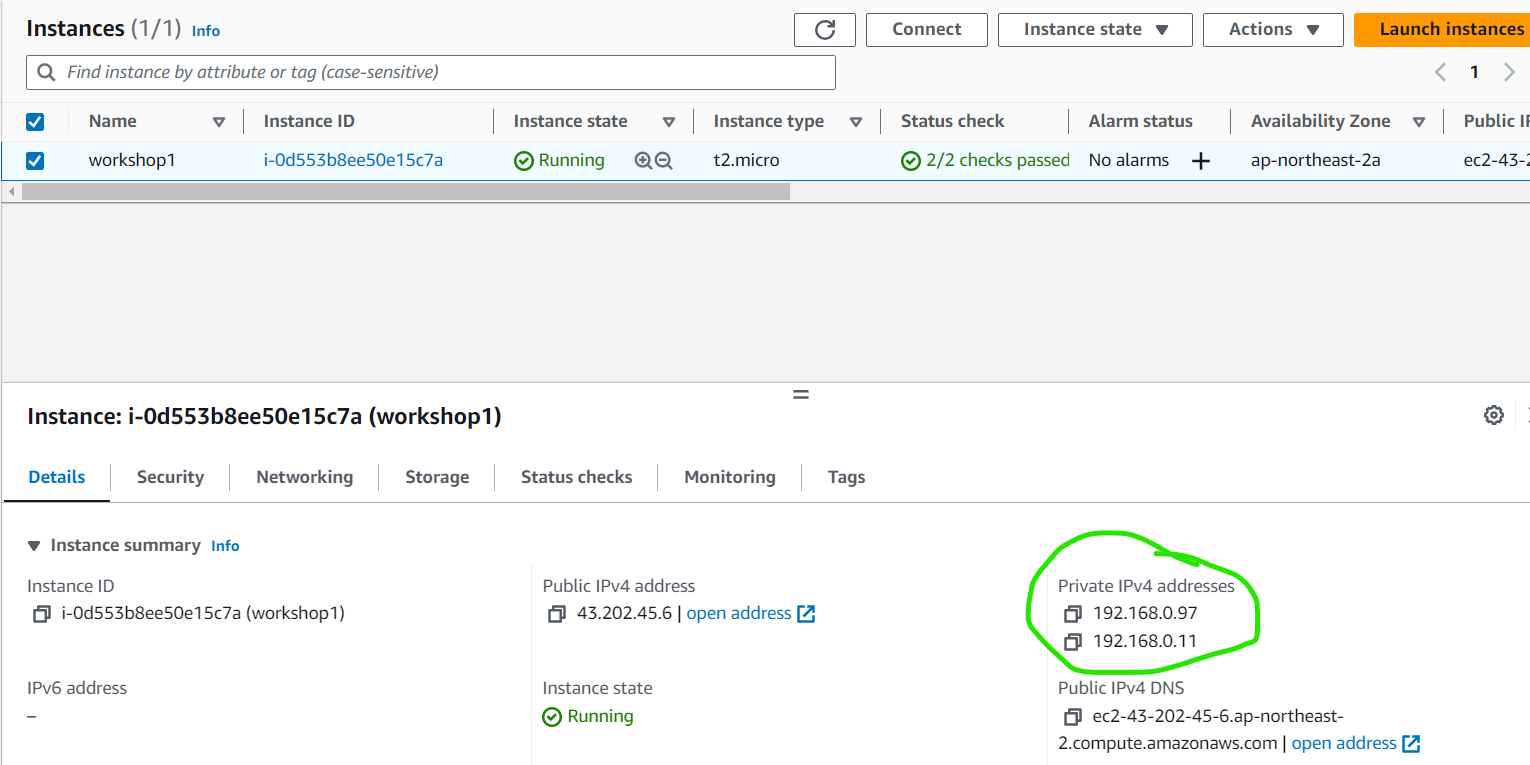 Instances (1/1) Info
Connect
Instance state
Actions
Launch instances
Find instance by attribute or tag (case-sensitive)
1
Name Instance ID Instance state Instance type Status check Alarm status Availability Zone Public
workshop1 i-0d553b8ee50e15c7a Running t2.micro 2/2 checks passed No alarms + ap-northeast-2a ec2-43-2
Instance: i-0d553b8ee50e15c7a (workshop1)
Details Security Networking Storage Status checks Monitoring Tags
Instance summary Info
Instance ID
i-0d553b8ee50e15c7a (workshop1)
Public IPv4 address
43.202.45.6 | open address
Private IPv4 addresses
192.168.0.97
192.168.0.11
IPv6 address
–
Instance state
Running
Public IPv4 DNS
ec2-43-202-45-6.ap-northeast-
2.compute.amazonaws.com | open address